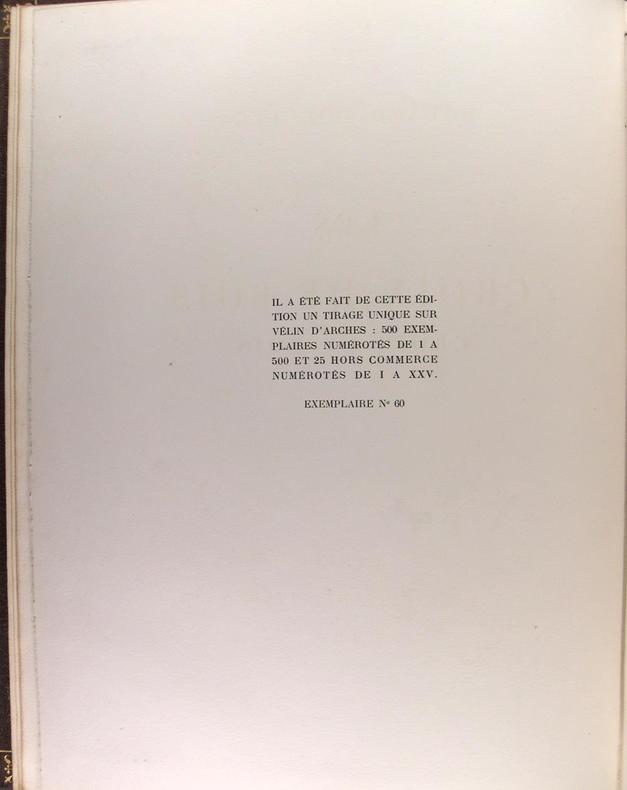 IL A ÉTÉ FAIT DE CETTE ÉDI-
TION UN TIRAGE UNIQUE SUR
VÉLIN D'ARCHES : 500 EXEM-
PLAIRES NUMÉROTÉS DE I A
500 ET 25 HORS COMMERCE
NUMÉROTÉS DE I A XXV.
EXEMPLAIRE Nº 60